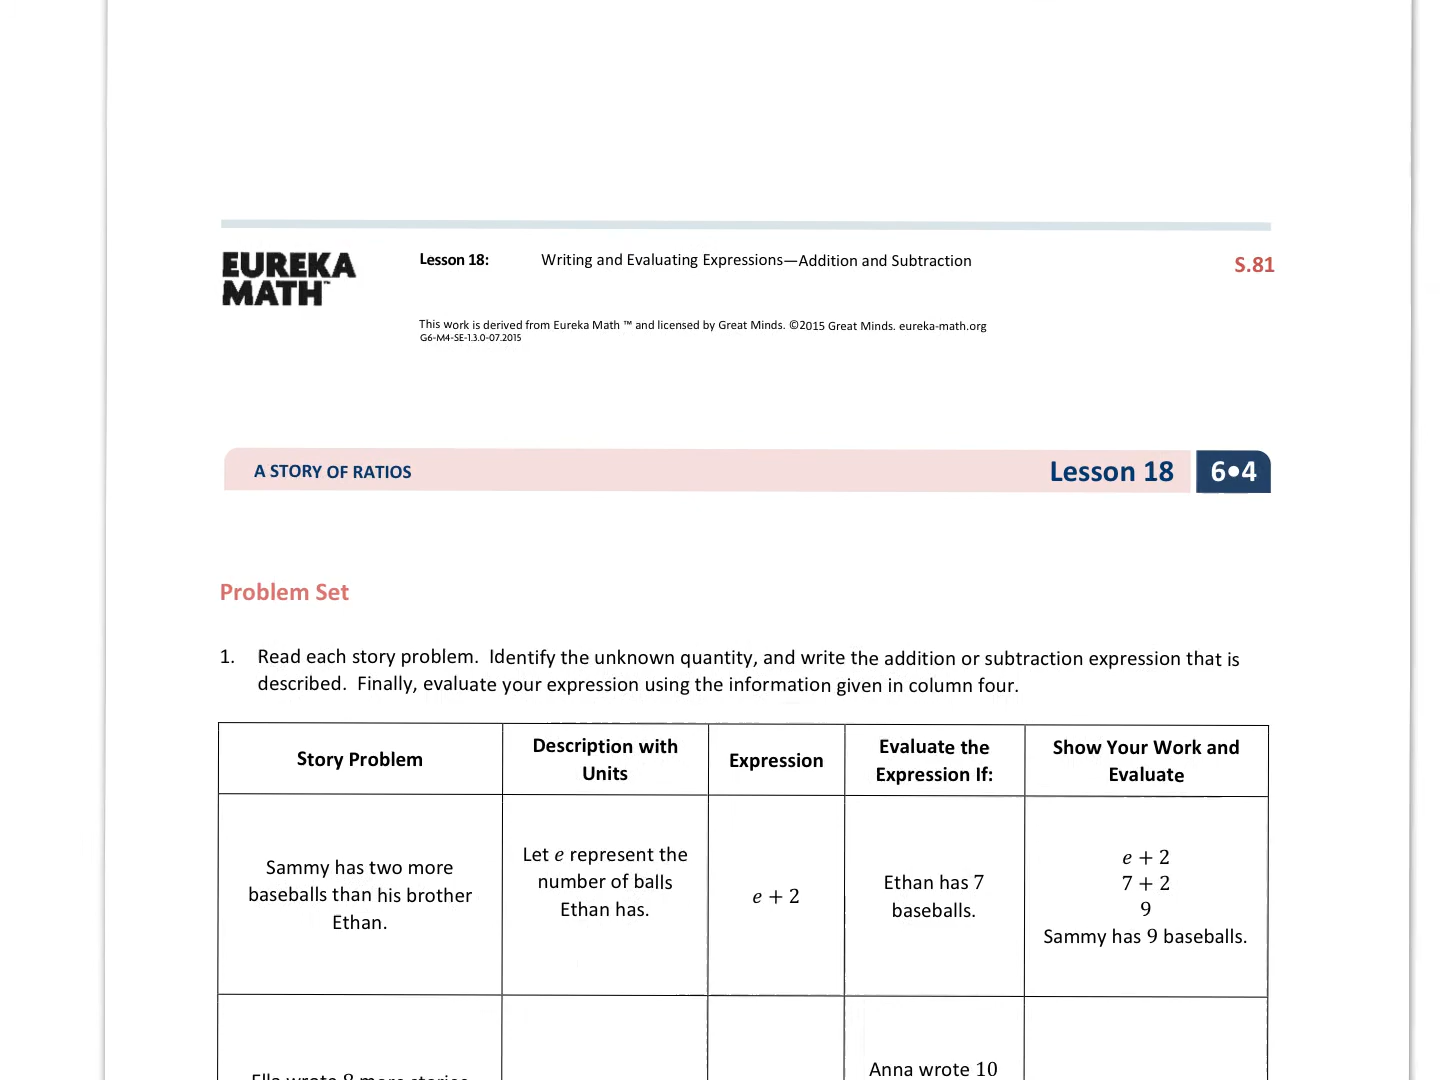 EUREKA
MATH™
Lesson 18: Writing and Evaluating Expressions—Addition and Subtraction
S.81
This work is derived from Eureka Math ™ and licensed by Great Minds. ©2015 Great Minds. eureka-math.org
G6-M4-SE-1.3.0-07.2015
A STORY OF RATIOS
Lesson 18
6•4
Problem Set
1. Read each story problem. Identify the unknown quantity, and write the addition or subtraction expression that is
described. Finally, evaluate your expression using the information given in column four.
Story Problem
Description with
Units
Expression
Evaluate the
Expression If:
Show Your Work and
Evaluate
Sammy has two more
baseballs than his brother
Ethan.
Let e represent the
number of balls
Ethan has.
e + 2
Ethan has 7
baseballs.
e + 2
7 + 2
9
Sammy has 9 baseballs.
Ella wrote 8 more stories
Anna wrote 10